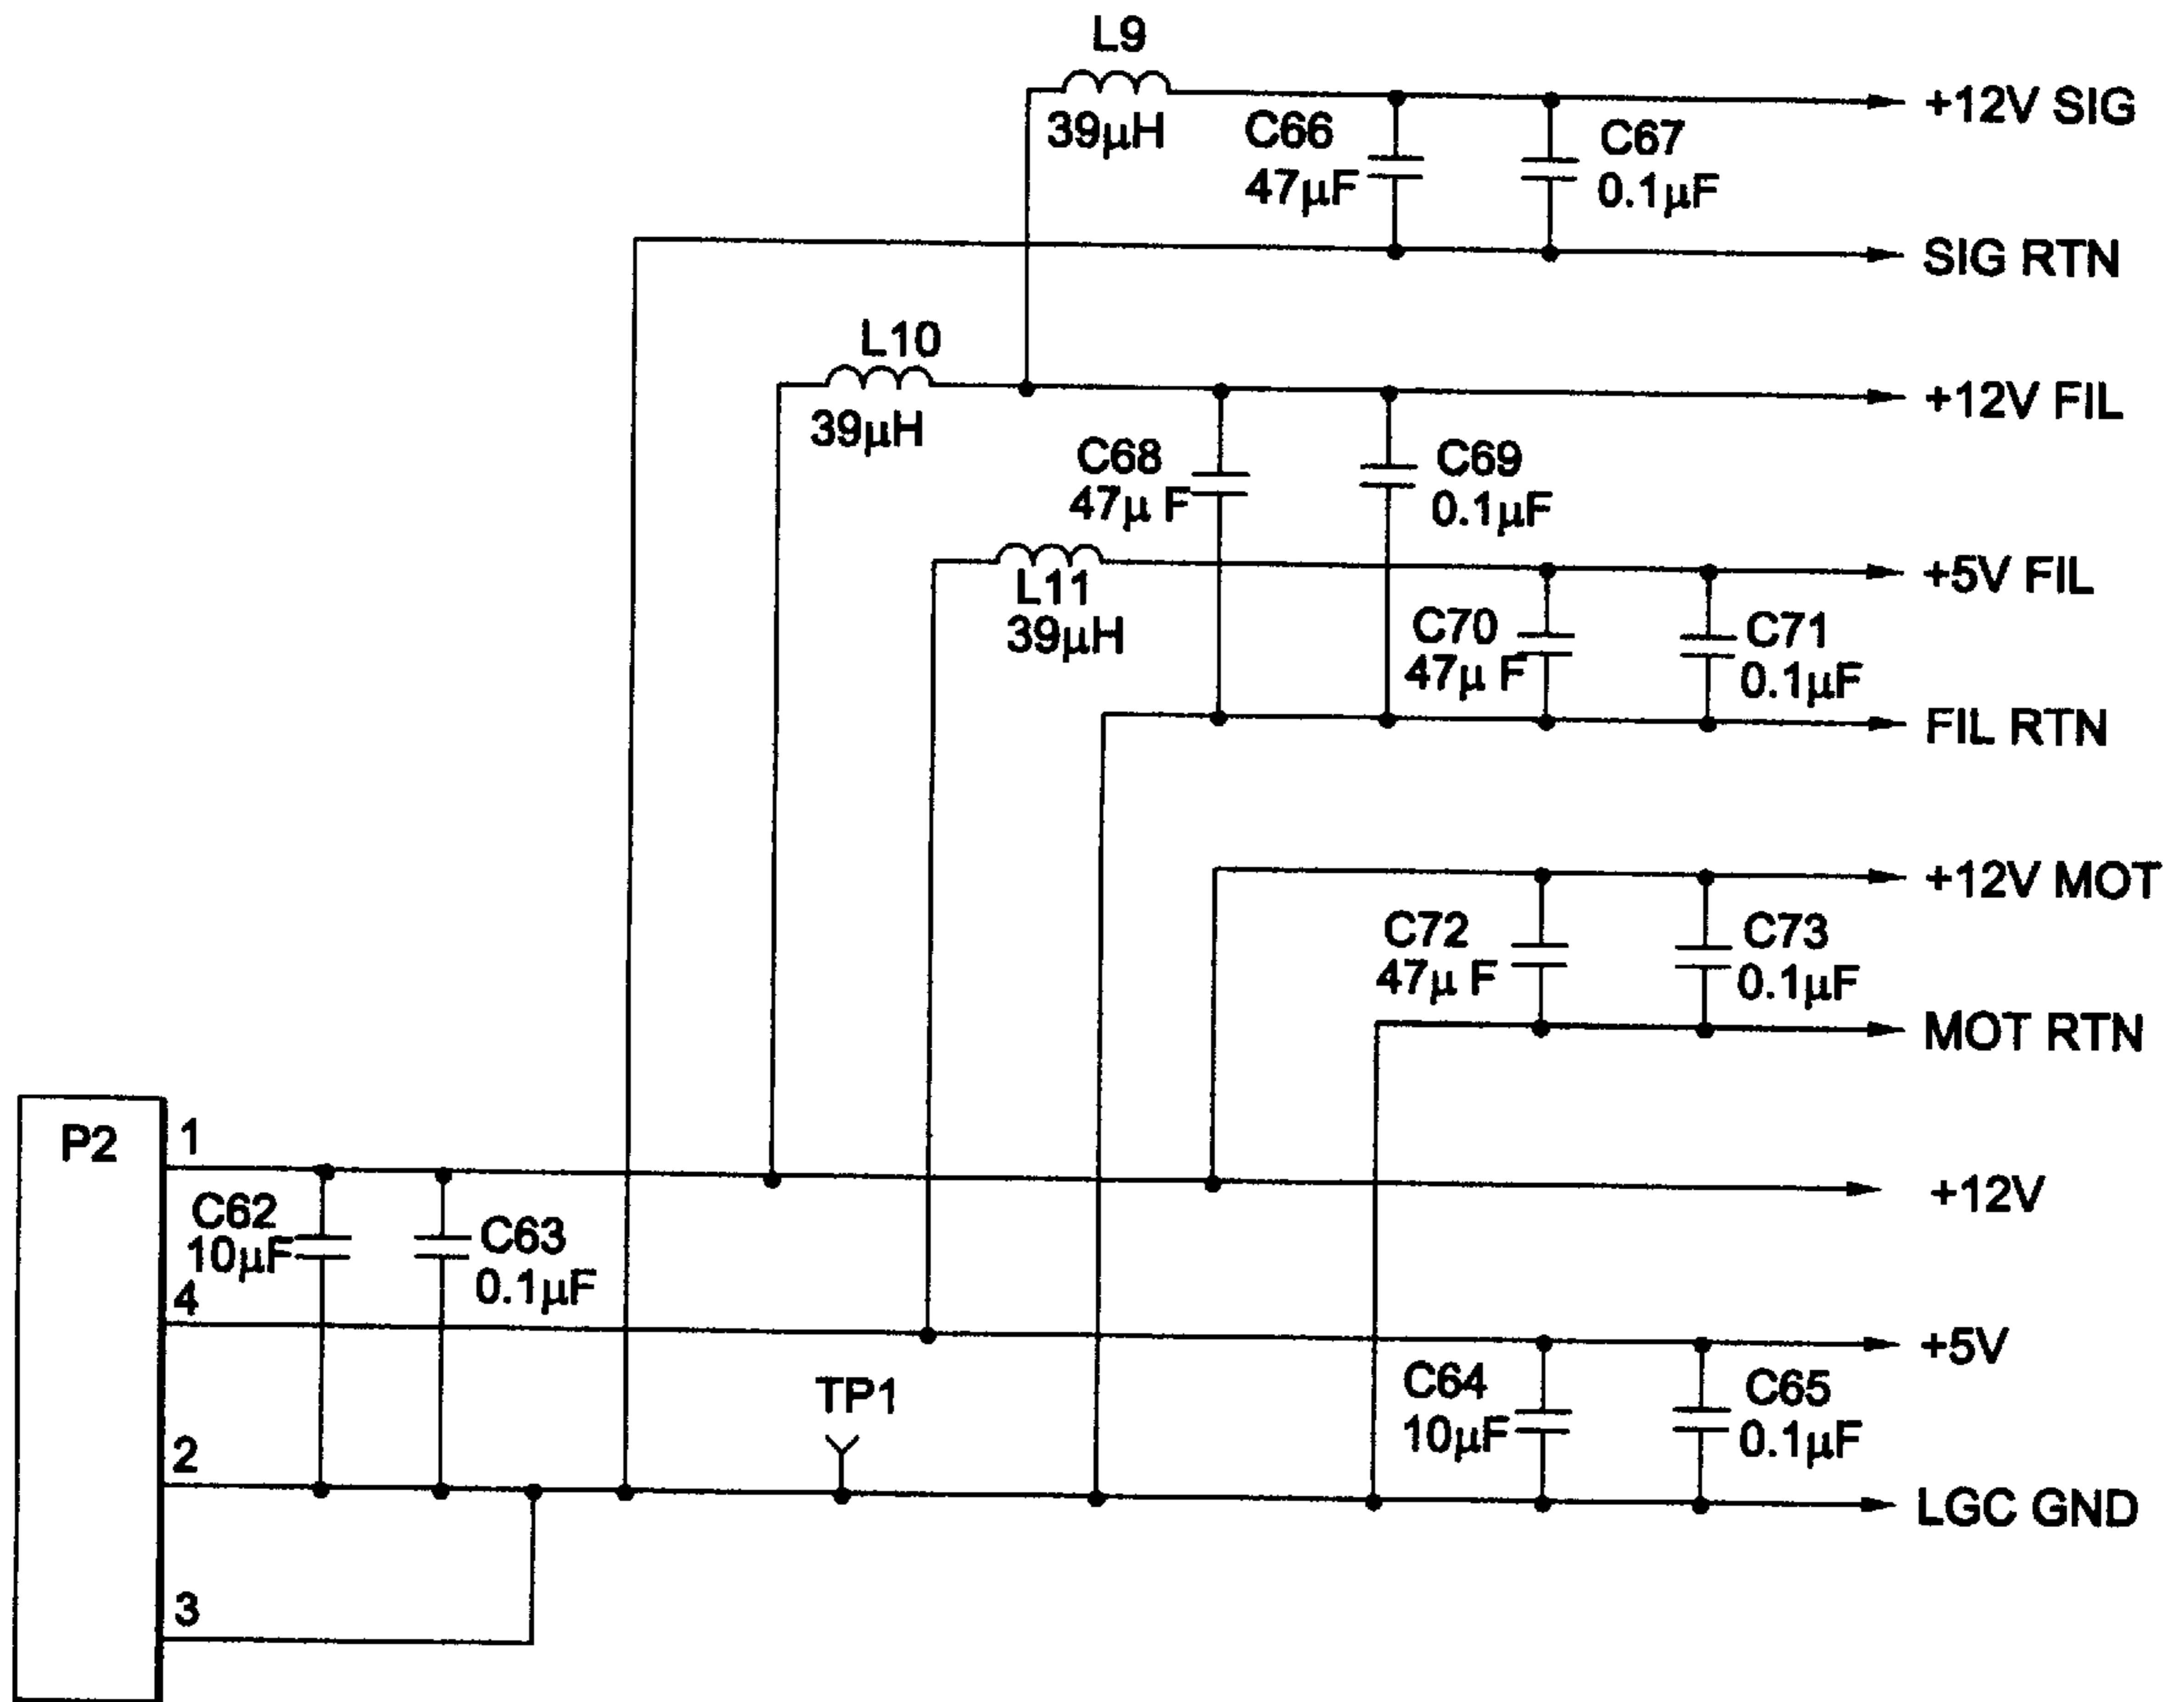 L9
39µH
C66
47µF
C67
0.1µF
+12V SIG
SIG RTN
L10
39µH
+12V FIL
C68
47µ F
C69
0.1µF
L11
39µH
+5V FIL
C70
47µ F
C71
0.1µF
FIL RTN
+12V MOT
C72
47µ F
C73
0.1µF
MOT RTN
P2
1
C62
10µF
C63
0.1µF
+12V
4
+5V
TP1
C64
10µF
C65
0.1µF
2
LGC GND
3